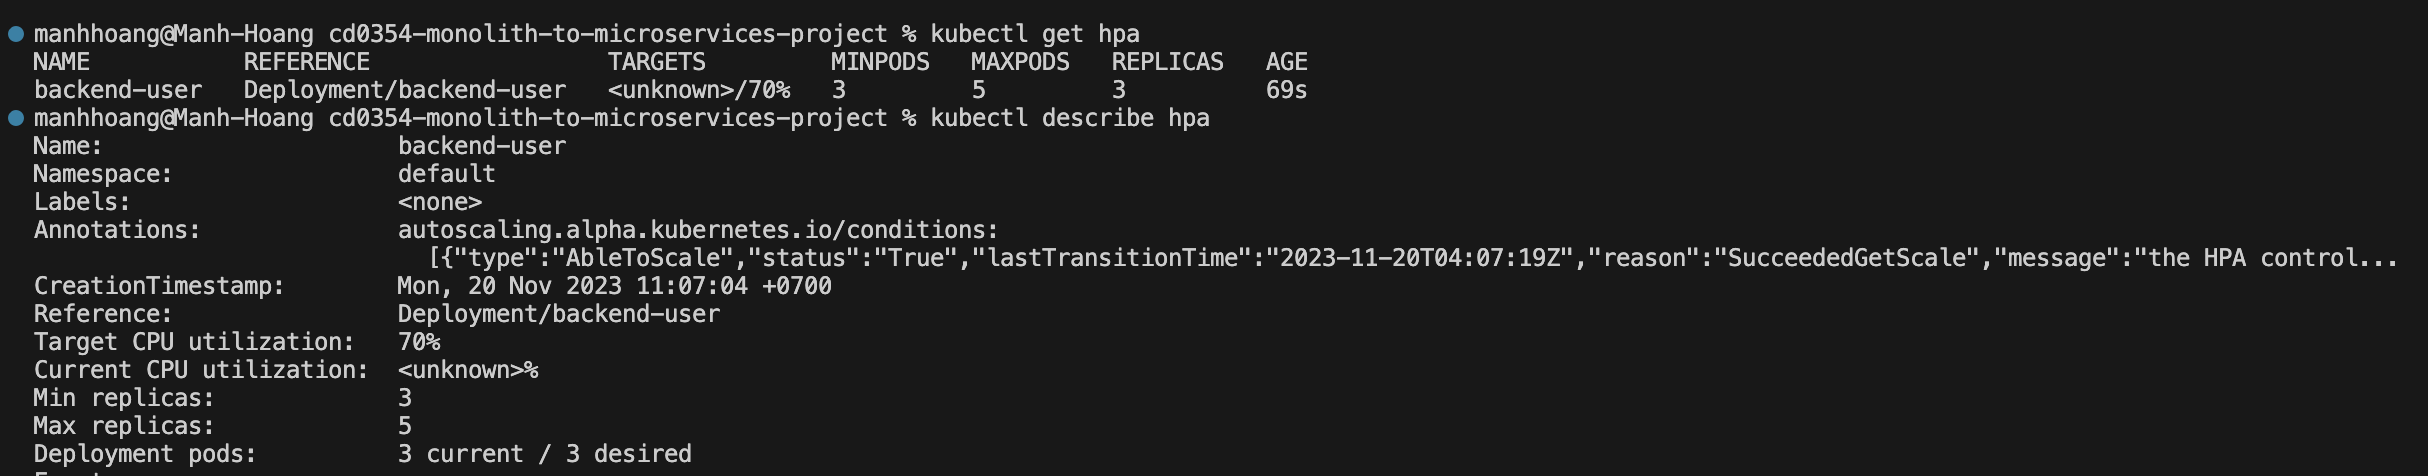 manhhoang@Manh-Hoang cd0354-monolith-to-microservices-project % kubectl get hpa
NAME REFERENCE TARGETS MINPODS MAXPODS REPLICAS AGE
backend-user Deployment/backend-user <unknown>/70% 3 5 3 69s
manhhoang@Manh-Hoang cd0354-monolith-to-microservices-project % kubectl describe hpa
Name: backend-user
Namespace: default
Labels: <none>
Annotations: autoscaling.alpha.kubernetes.io/conditions:
[{"type":"AbleToScale","status":"True","lastTransitionTime":"2023-11-20T04:07:19Z","reason":"SucceededGetScale","message":"the HPA control...
CreationTimestamp: Mon, 20 Nov 2023 11:07:04 +0700
Reference: Deployment/backend-user
Target CPU utilization: 70%
Current CPU utilization: <unknown>%
Min replicas: 3
Max replicas: 5
Deployment pods: 3 current / 3 desired